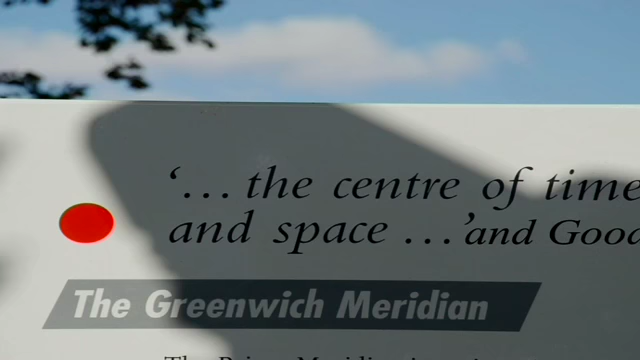 ‘… the centre of time
and space …’and Good
The Greenwich Meridian